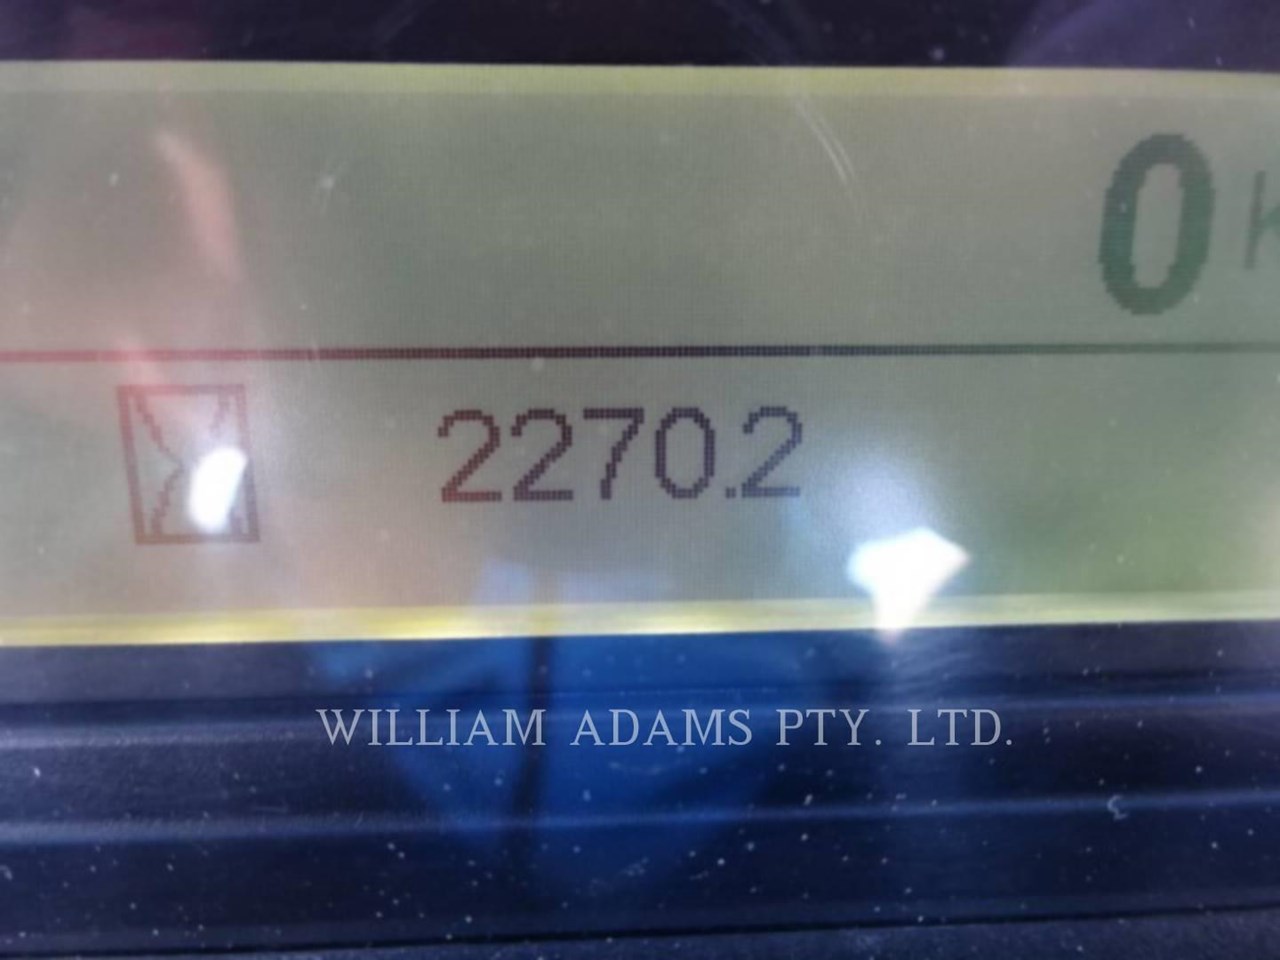 0 K
2270.2
WILLIAM ADAMS PTY. LTD.